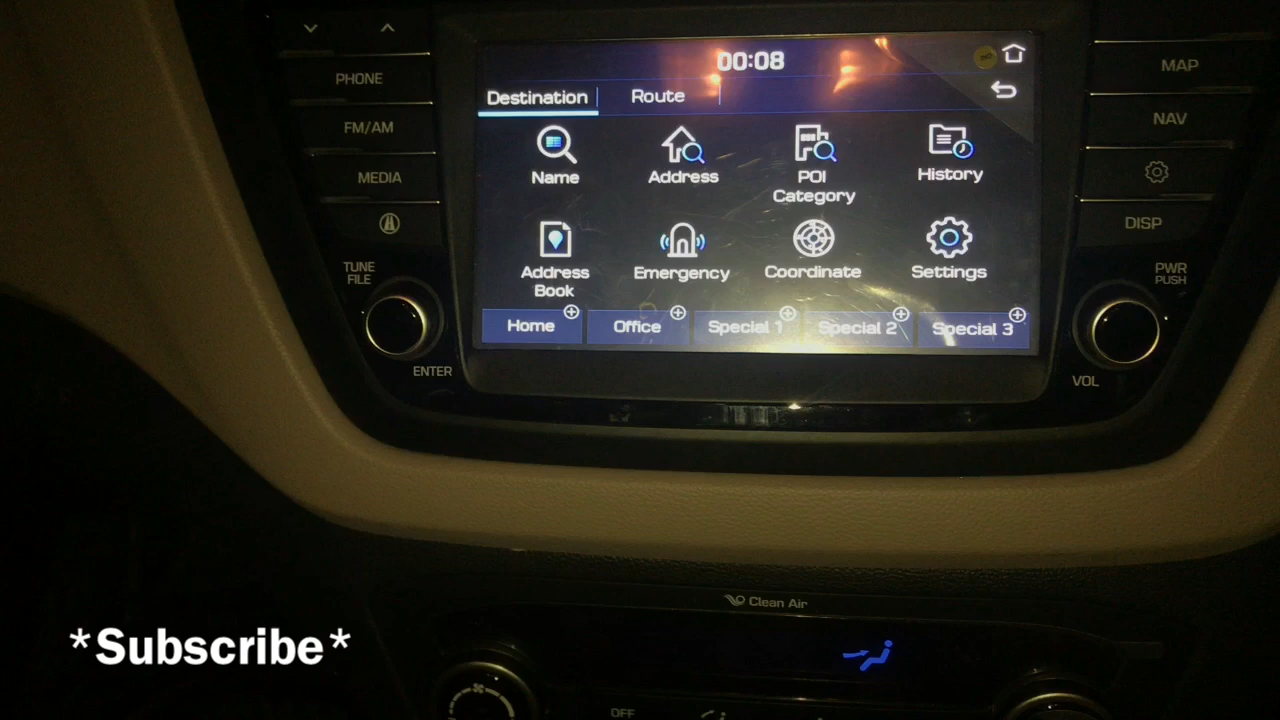 PHONE
FM/AM
MEDIA
TUNE
FILE
ENTER
00:08
Destination
Route
Name
Address
POI
Category
History
Address
Book
Emergency
Coordinate
Settings
Home
Office
Special 1
Special 2
Special 3
MAP
NAV
DISP
PWR
PUSH
VOL
Clean Air
OFF
*Subscribe*